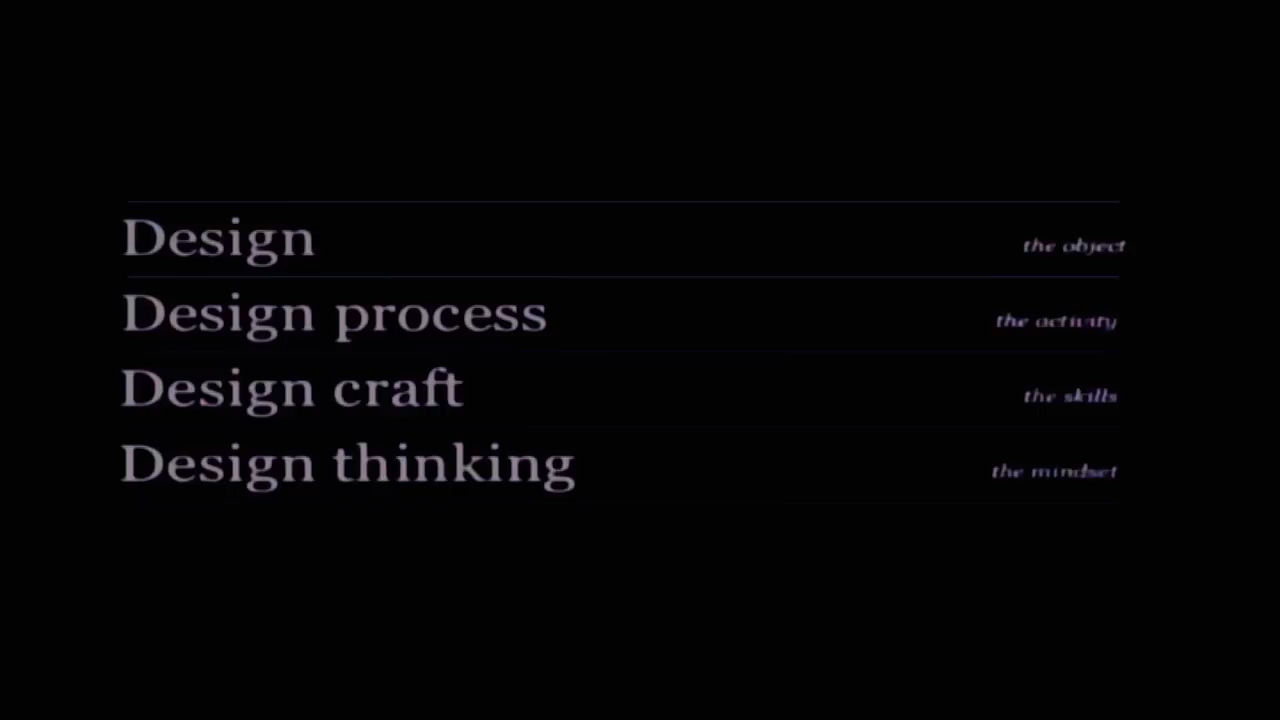 Design the object
Design process the activity
Design craft the skills
Design thinking the mindset